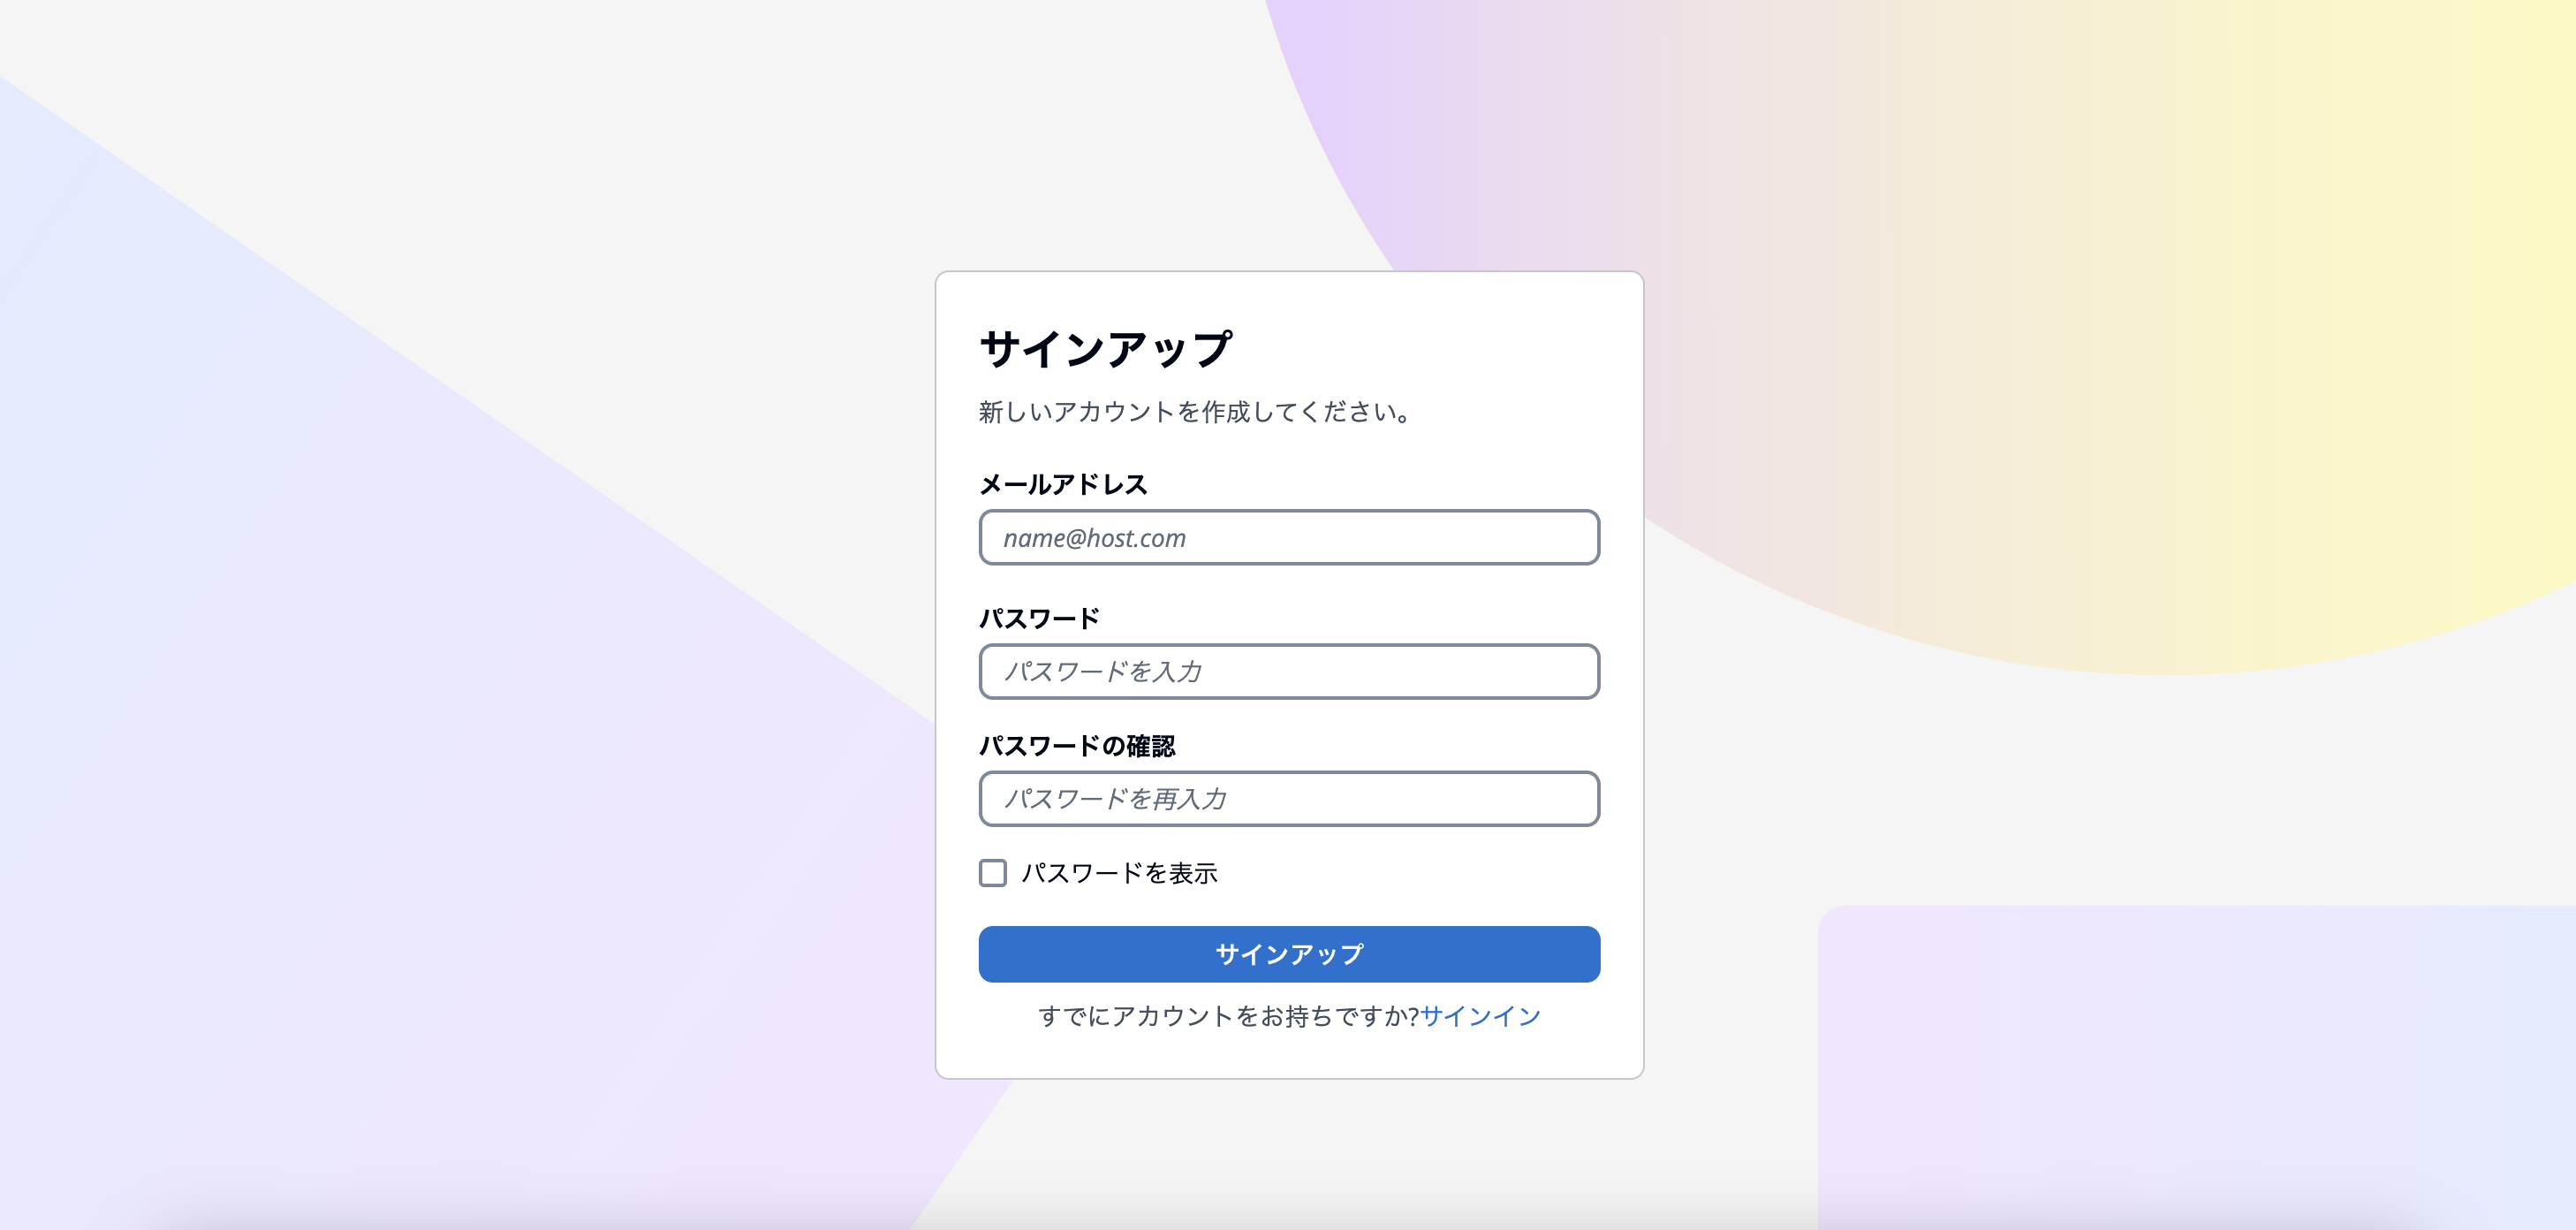 サインアップ
新しいアカウントを作成してください。
メールアドレス
name@host.com
パスワード
パスワードを入力
パスワードの確認
パスワードを再入力
パスワードを表示
サインアップ
すでにアカウントをお持ちですか?サインイン